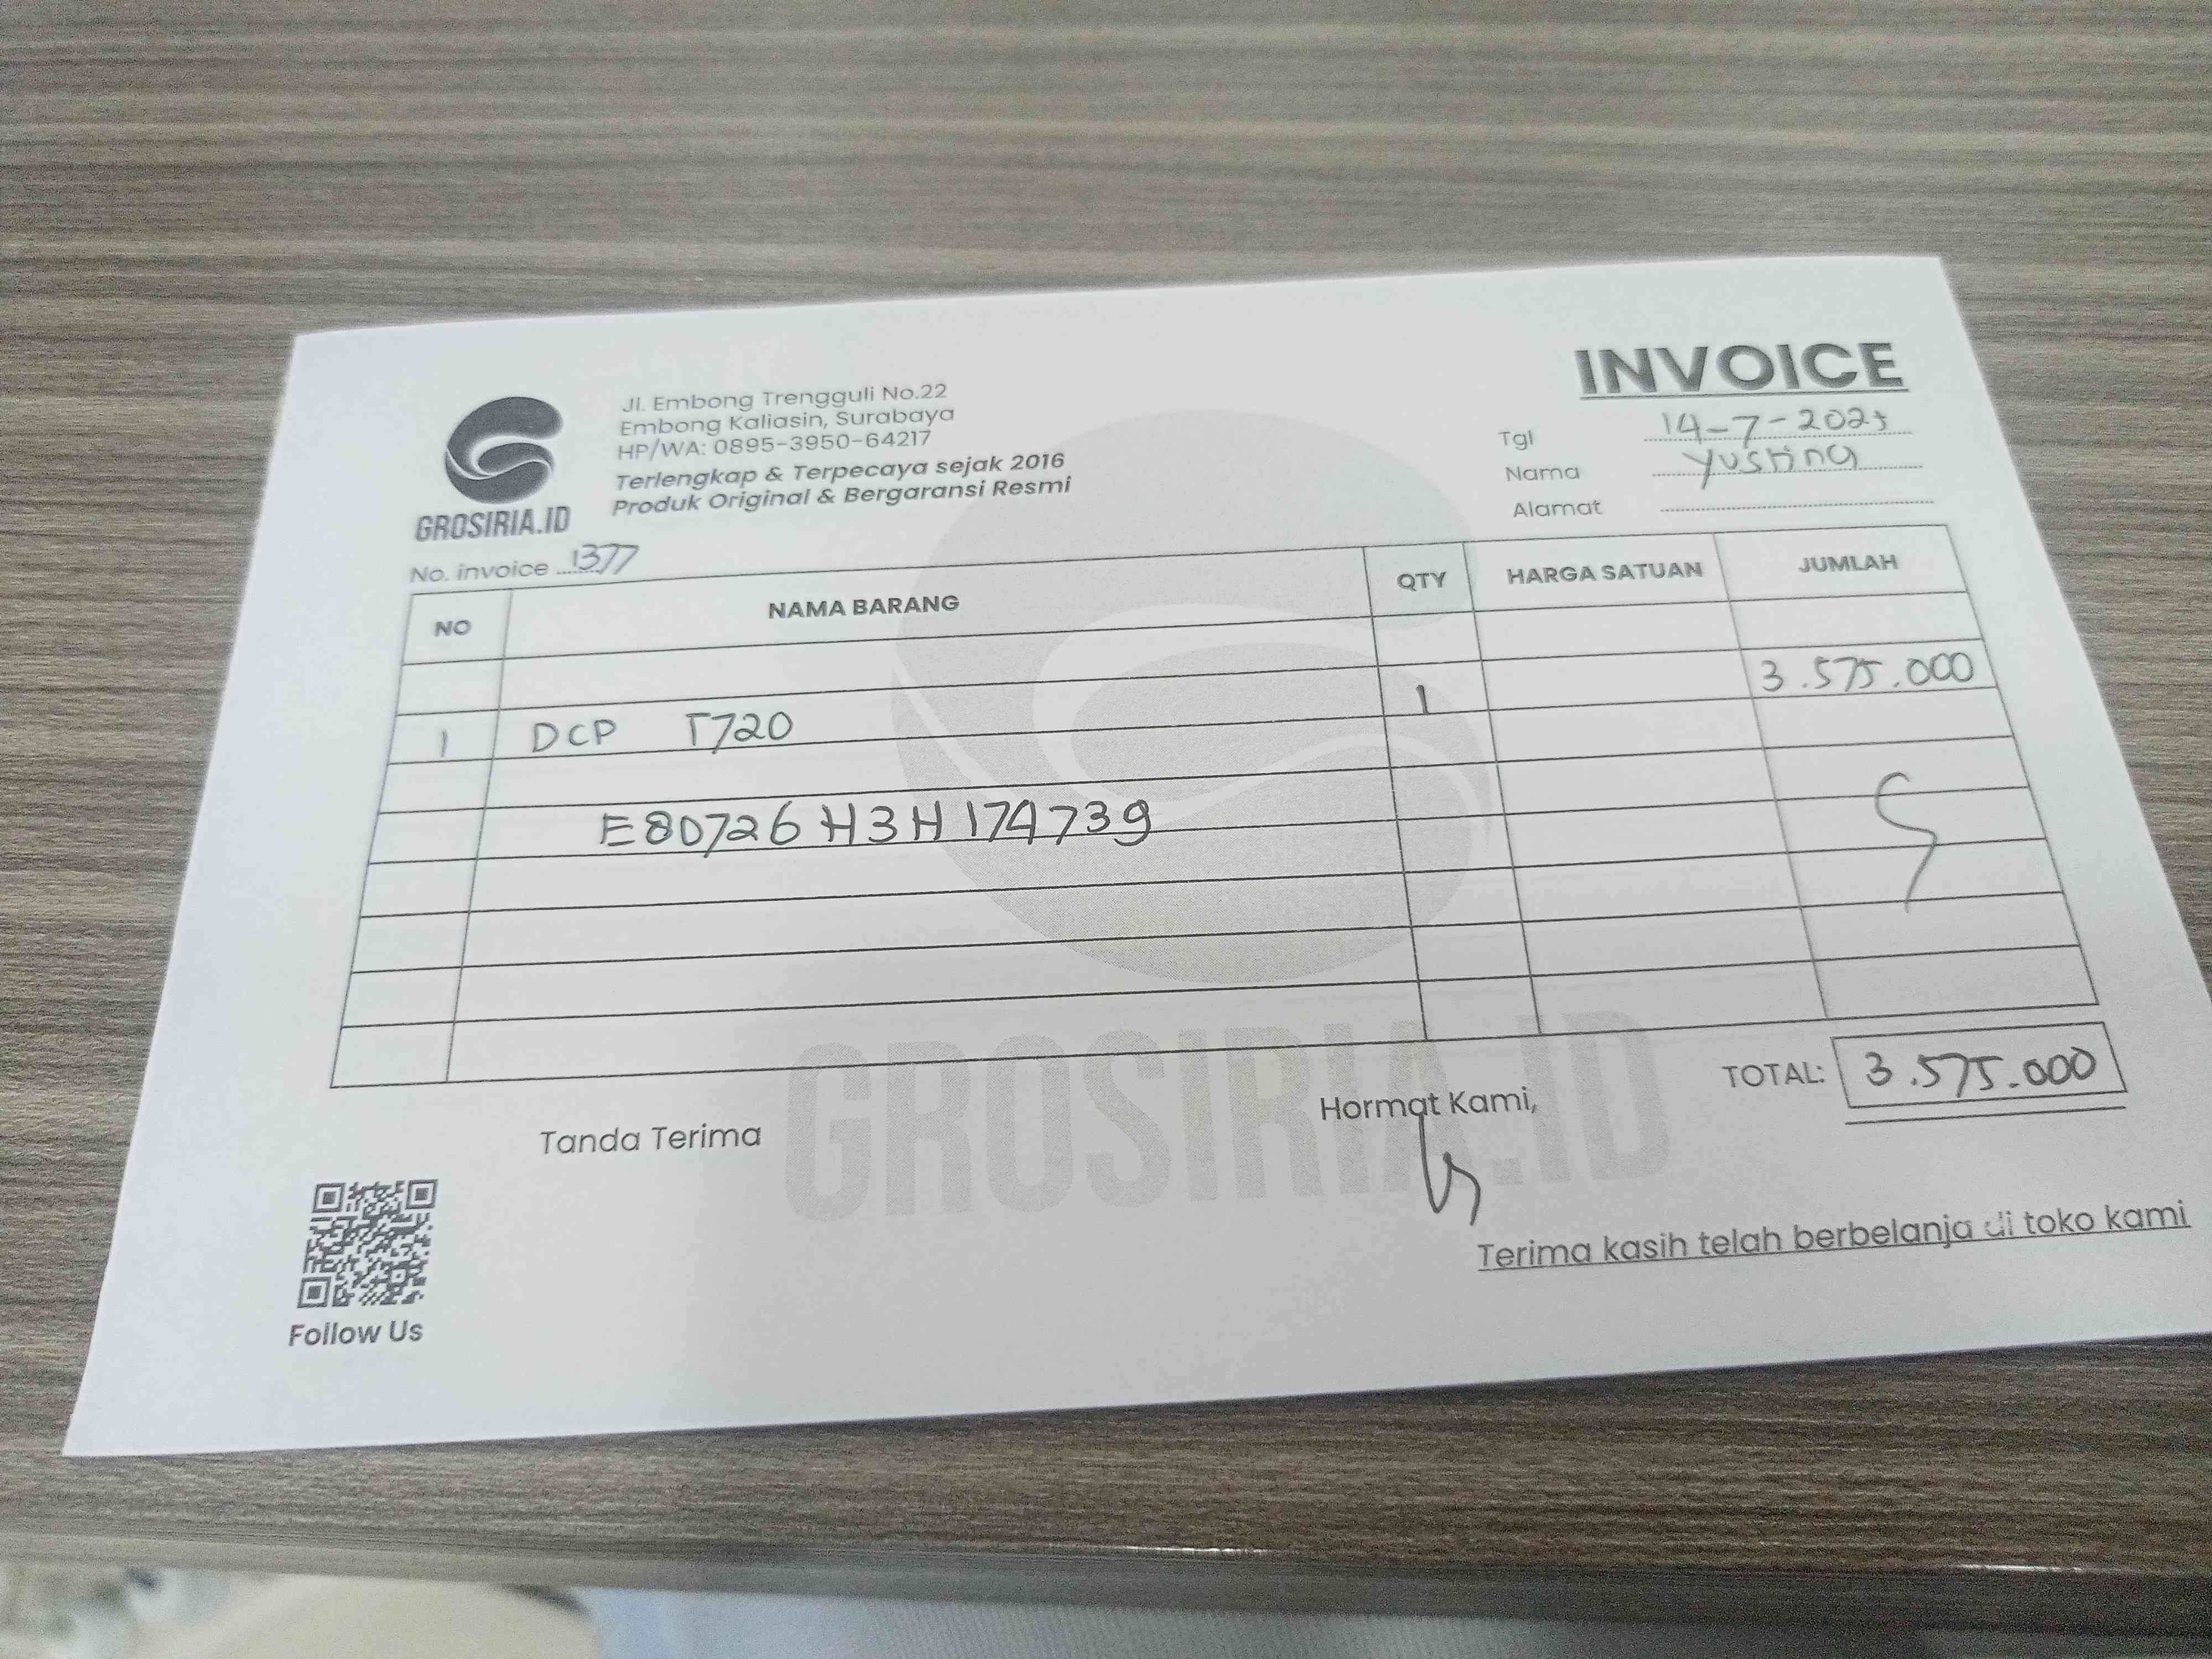 INVOICE
GROSIRIA.ID
Jl. Embong Trengguli No.22
Embong Kaliasin, Surabaya
HP/WA: 0895-3950-64217
Terlengkap & Terpecaya sejak 2016
Produk Original & Bergaransi Resmi
Tgl 14-7-2025
Nama Yustina
Alamat
No. invoice 1377
NO NAMA BARANG QTY HARGA SATUAN JUMLAH
1 DCP T720 1 3.575.000
E80726H3H174739
TOTAL: 3.575.000
Tanda Terima
Hormat Kami,
Terima kasih telah berbelanja di toko kami
Follow Us
GROSIRIA.ID